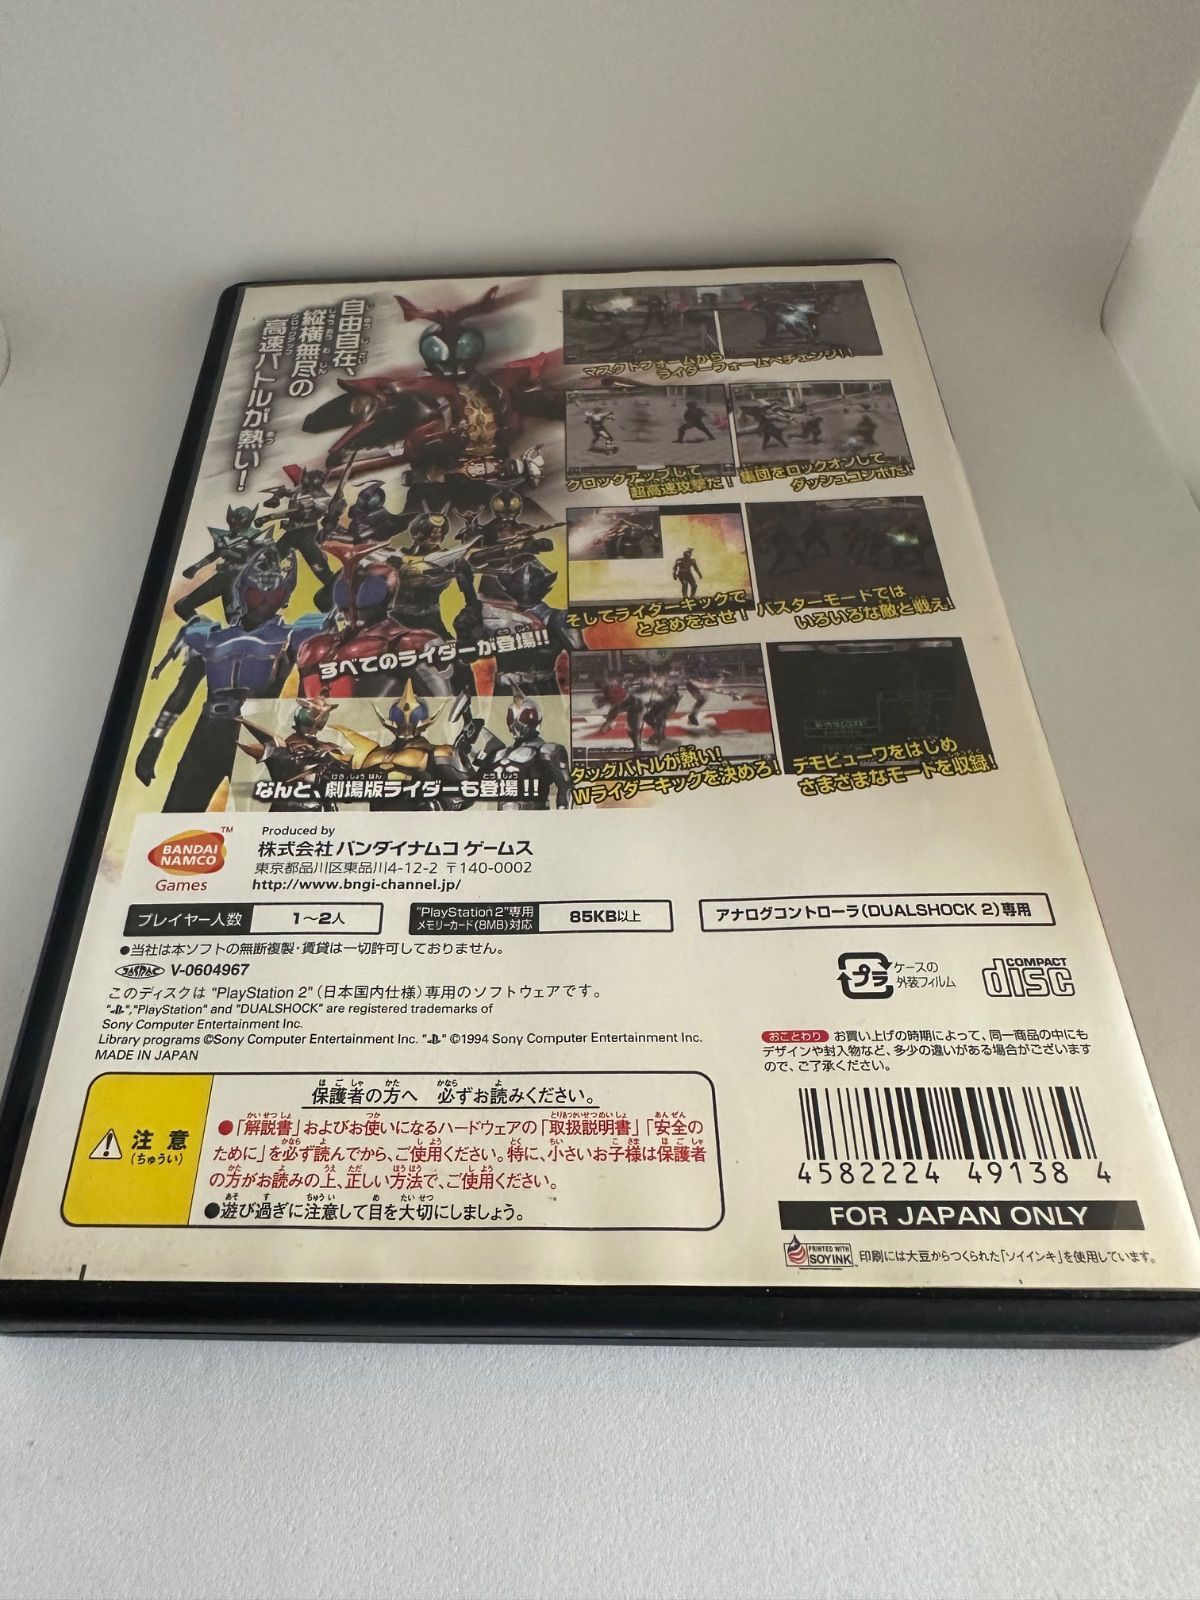 自由自在、
縦横無尽の
高速バトルが熱い!
クロックアップ
マスクドフォームから
ライダーフォームへチェンジ!!
クロックアップして
超高速攻撃だ!
集団をロックオンして
ダッシュコンボだ!
そしてライダーキックで
とどめをさせ!
バスターモードでは
いろいろな敵と戦え!
すべてのライダーが登場!!
なんと、劇場版ライダーも登場!!
タッグバトルが熱い!
Wライダーキックを決めろ!
デモビューワをはじめ
さまざまなモードを収録!
BANDAI
NAMCO
Games
TM
Produced by
株式会社 バンダイナムコ ゲームス
東京都品川区東品川4-12-2 〒140-0002
http://www.bngi-channel.jp/
プレイヤー人数 1~2人
"PlayStation 2"専用
メモリーカード(8MB)対応
85KB以上
アナログコントローラ(DUALSHOCK 2)専用
●当社は本ソフトの無断複製・賃貸は一切許可しておりません。
JASRAC V-0604967
このディスクは "PlayStation 2"(日本国内仕様)専用のソフトウェアです。
" ","PlayStation" and "DUALSHOCK" are registered trademarks of
Sony Computer Entertainment Inc.
Library programs ©Sony Computer Entertainment Inc. " " ©1994 Sony Computer Entertainment Inc.
MADE IN JAPAN
プラ
ケースの
外装フィルム
COMPACT
disc
おことわり お買い上げの時期によって、同一商品の中にも
デザインや封入物など、多少の違いがある場合がございます
ので、ご了承ください。
注意
(ちゅうい)
保護者の方へ 必ずお読みください。
●「解説書」およびお使いになるハードウェアの「取扱説明書」「安全の
ために」を必ず読んでから、ご使用ください。特に、小さいお子様は保護者
の方がお読みの上、正しい方法で、ご使用ください。
●遊び過ぎに注意して目を大切にしましょう。
4582224 49138 4
FOR JAPAN ONLY
PRINTED WITH
SOY INK
印刷には大豆からつくられた「ソイインキ」を使用しています。